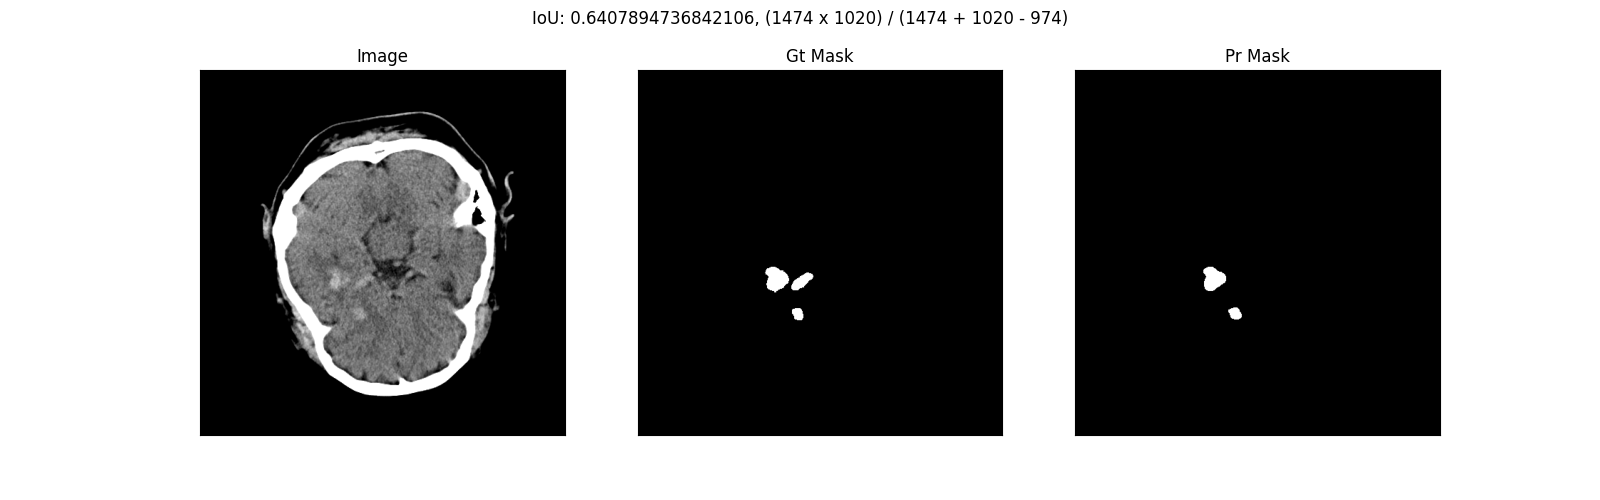 IoU: 0.6407894736842106, (1474 x 1020) / (1474 + 1020 - 974)
Image
Gt Mask
Pr Mask